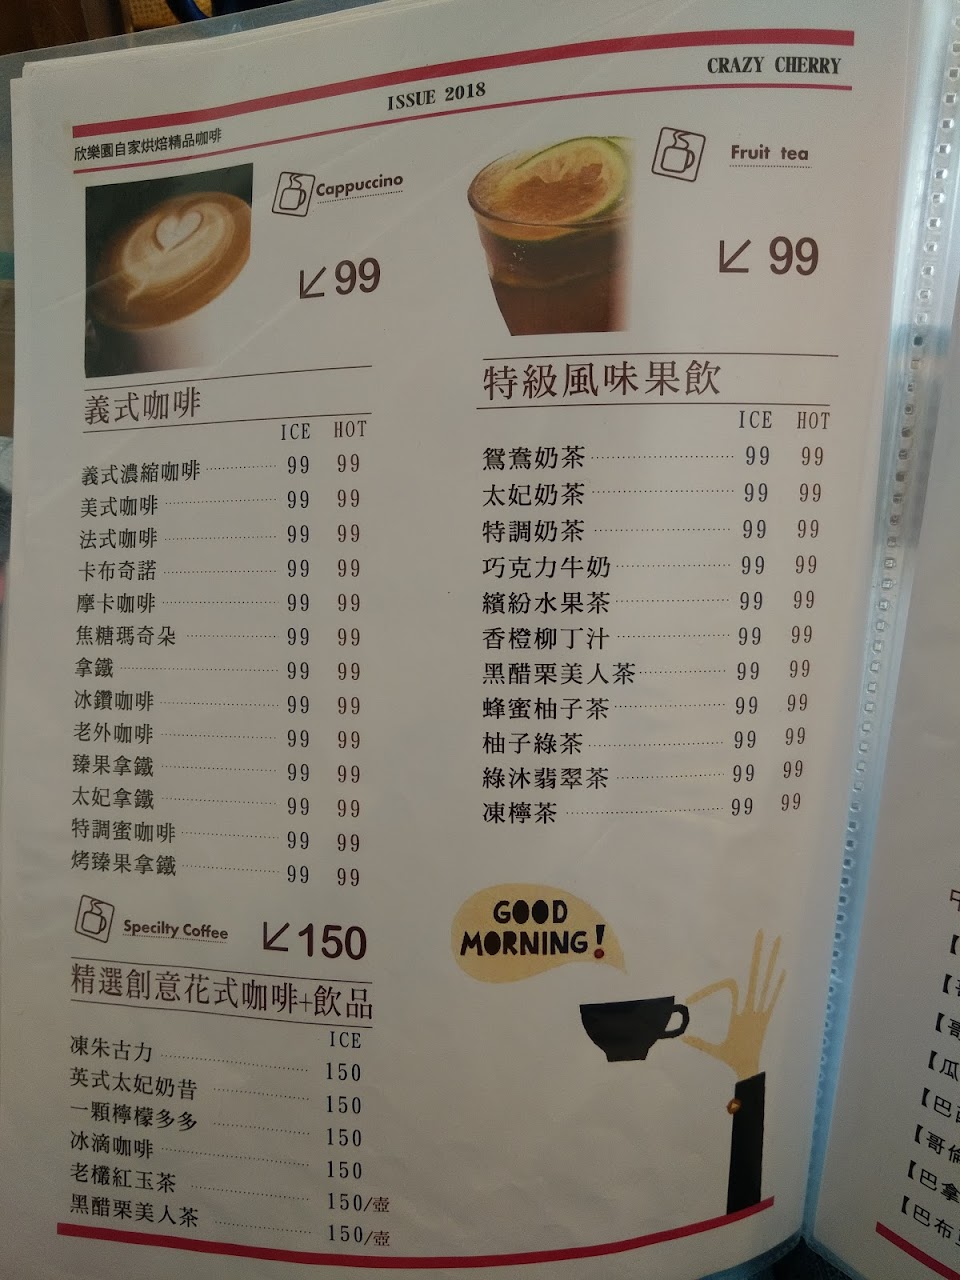 ISSUE 2018
CRAZY CHERRY
欣樂園自家烘焙精品咖啡
Cappuccino
99
義式咖啡
ICE HOT
義式濃縮咖啡 99 99
美式咖啡 99 99
法式咖啡 99 99
卡布奇諾 99 99
摩卡咖啡 99 99
焦糖瑪奇朵 99 99
拿鐵 99 99
冰鑽咖啡 99 99
老外咖啡 99 99
臻果拿鐵 99 99
太妃拿鐵 99 99
特調蜜咖啡 99 99
烤臻果拿鐵 99 99
Specilty Coffee
150
精選創意花式咖啡+飲品
ICE
凍朱古力 150
英式太妃奶昔 150
一顆檸檬多多 150
冰滴咖啡 150
老欉紅玉茶 150/壺
黑醋栗美人茶 150/壺
Fruit tea
99
特級風味果飲
ICE HOT
鴛鴦奶茶 99 99
太妃奶茶 99 99
特調奶茶 99 99
巧克力牛奶 99 99
繽紛水果茶 99 99
香橙柳丁汁 99 99
黑醋栗美人茶 99 99
蜂蜜柚子茶 99 99
柚子綠茶 99 99
綠沐翡翠茶 99 99
凍檸茶 99 99
GOOD
MORNING!
【瓜
【巴
【哥倫
【巴拿
【巴布